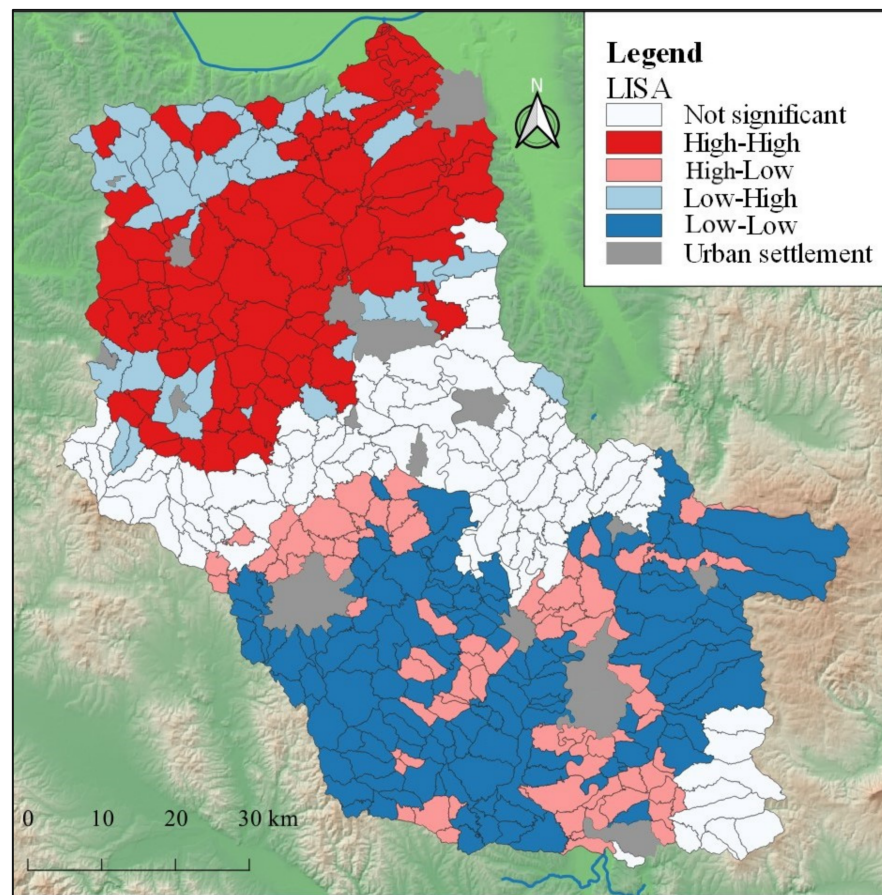 Legend
LISA
Not significant
High-High
High-Low
Low-High
Low-Low
Urban settlement
N
0 10 20 30 km